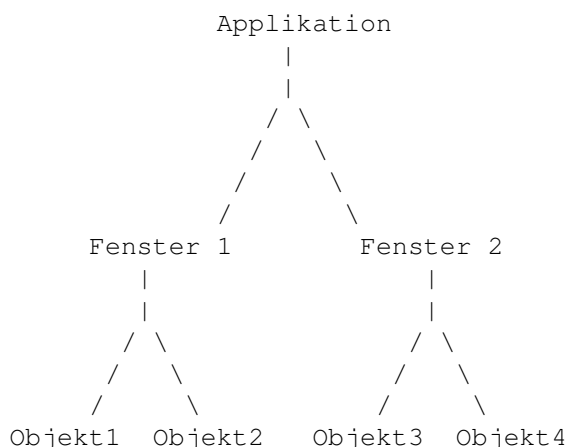 Applikation
Fenster 1 Fenster 2
Objekt1 Objekt2 Objekt3 Objekt4